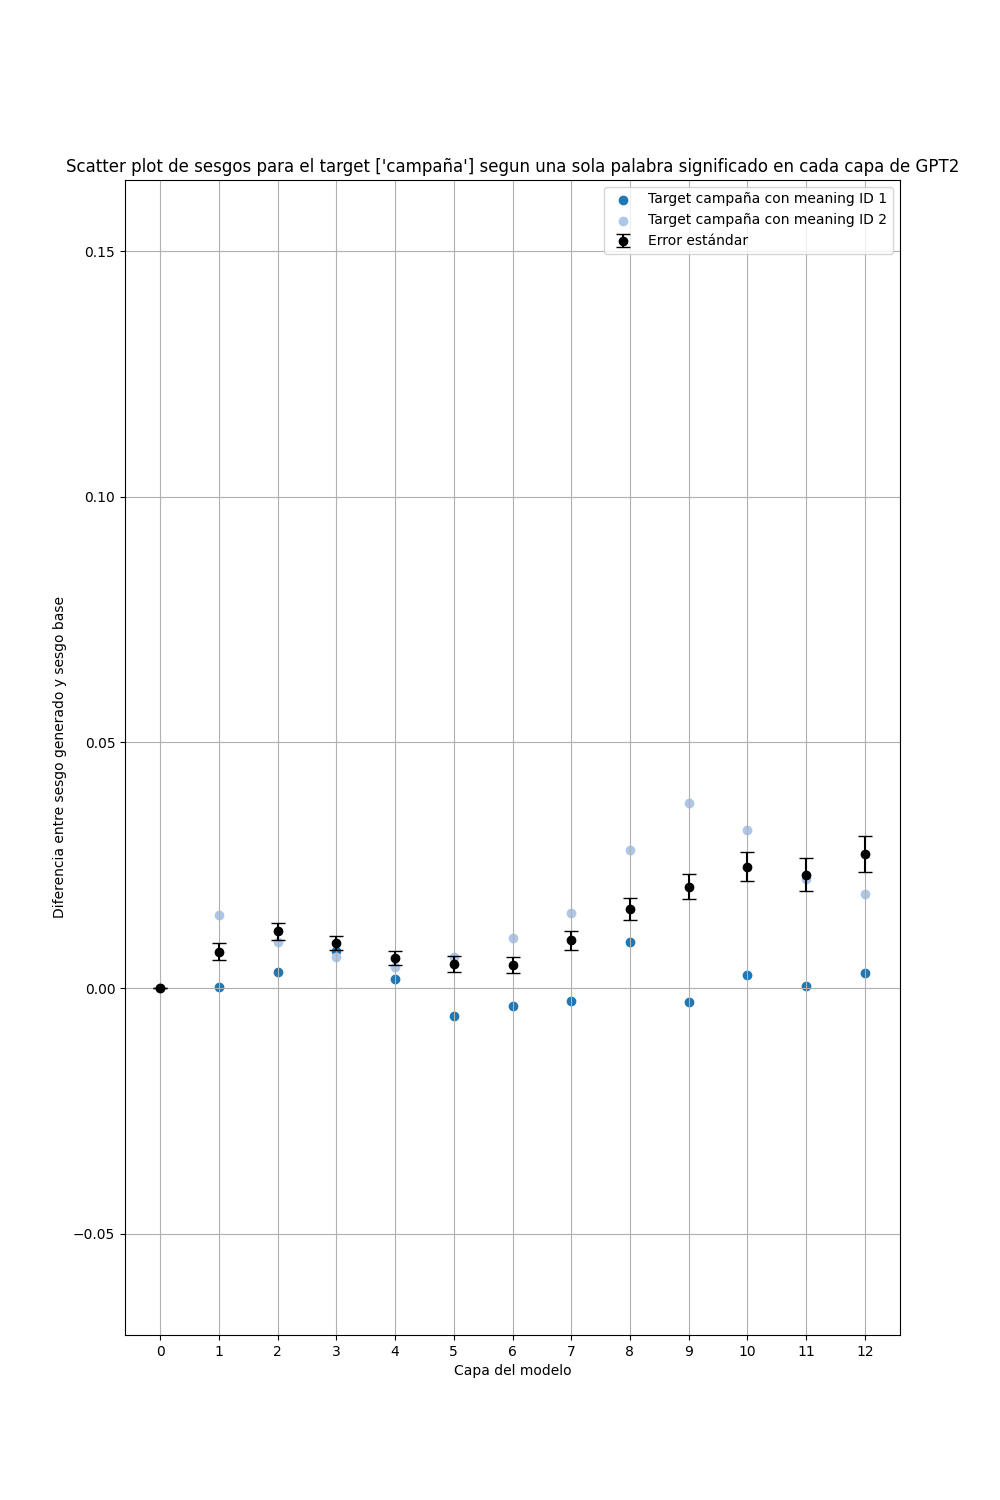 Scatter plot de sesgos para el target ['campaña'] segun una sola palabra significado en cada capa de GPT2
Target campaña con meaning ID 1
Target campaña con meaning ID 2
Error estándar
0.15
0.10
0.05
0.00
−0.05
Diferencia entre sesgo generado y sesgo base
0 1 2 3 4 5 6 7 8 9 10 11 12
Capa del modelo